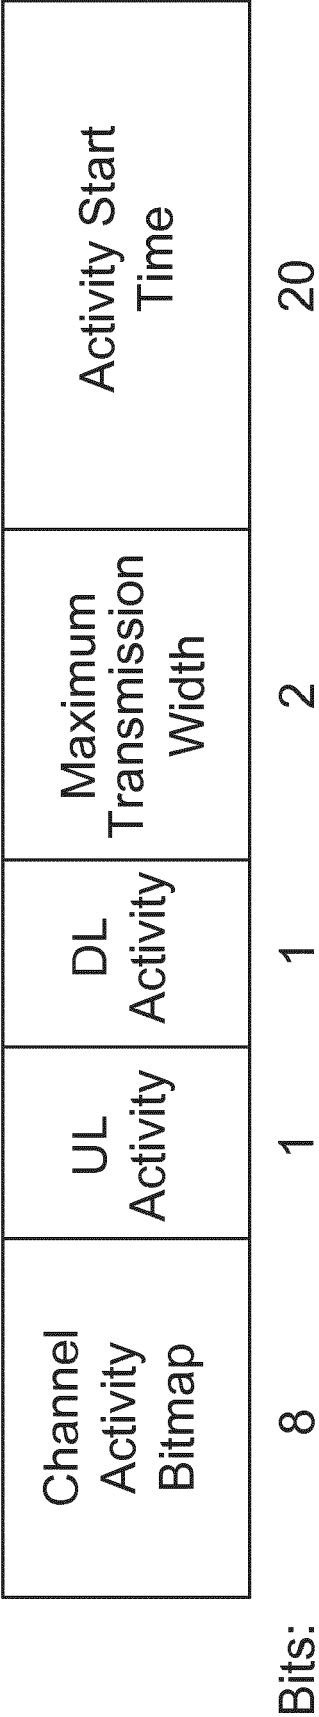 Channel
Activity
Bitmap
UL
Activity
DL
Activity
Maximum
Transmission
Width
Activity Start
Time
Bits: 8 1 1 2 20